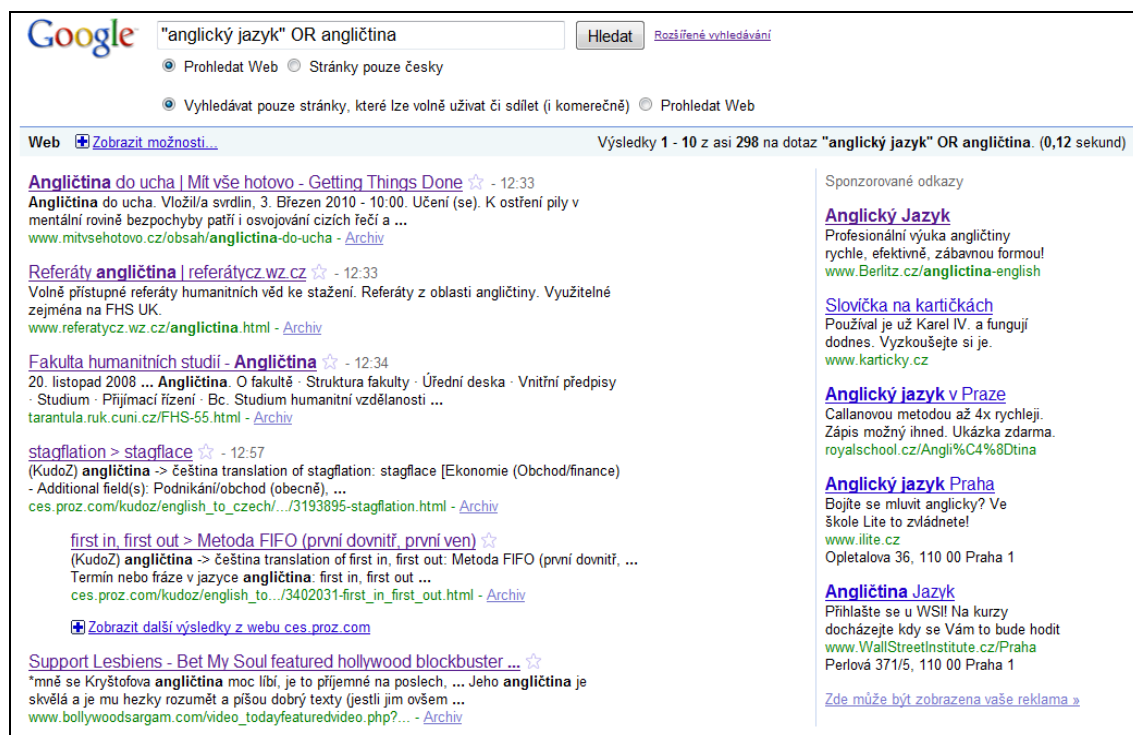 Google "anglický jazyk" OR angličtina Hledat Rozšířené vyhledávání
Prohledat Web Stránky pouze česky
Vyhledávat pouze stránky, které lze volně uživat či sdílet (i komerečně) Prohledat Web
Web Zobrazit možnosti... Výsledky 1 - 10 z asi 298 na dotaz "anglický jazyk" OR angličtina. (0,12 sekund)
Angličtina do ucha | Mít vše hotovo - Getting Things Done - 12:33
Angličtina do ucha. Vložil/a svrdlin, 3. Březen 2010 - 10:00. Učení (se). K ostření pily v
mentální rovině bezpochyby patří i osvojování cizích řečí a ...
www.mitvsehotovo.cz/obsah/anglictina-do-ucha - Archiv
Referáty angličtina | referátycz.wz.cz - 12:33
Volně přístupné referáty humanitních věd ke stažení. Referáty z oblasti angličtiny. Využitelné
zejména na FHS UK.
www.referatycz.wz.cz/anglictina.html - Archiv
Fakulta humanitních studií - Angličtina - 12:34
20. listopad 2008 ... Angličtina. O fakultě · Struktura fakulty · Úřední deska · Vnitřní předpisy
· Studium · Přijímací řízení · Bc. Studium humanitní vzdělanosti ...
tarantula.ruk.cuni.cz/FHS-55.html - Archiv
stagflation > stagflace - 12:57
(KudoZ) angličtina -> čeština translation of stagflation: stagflace [Ekonomie (Obchod/finance)
- Additional field(s): Podnikání/obchod (obecně), ...
ces.proz.com/kudoz/english_to_czech/.../3193895-stagflation.html - Archiv
first in, first out > Metoda FIFO (první dovnitř, první ven)
(KudoZ) angličtina -> čeština translation of first in, first out: Metoda FIFO (první dovnitř, ...
Termín nebo fráze v jazyce angličtina: first in, first out ...
ces.proz.com/kudoz/english_to.../3402031-first_in_first_out.html - Archiv
Zobrazit další výsledky z webu ces.proz.com
Support Lesbiens - Bet My Soul featured hollywood blockbuster ...
*mně se Kryštofova angličtina moc líbí, je to příjemné na poslech, ... Jeho angličtina je
skvělá a je mu hezky rozumět a píšou dobrý texty (jestli jim ovšem ...
www.bollywoodsargam.com/video_todayfeaturedvideo.php?... - Archiv
Sponzorované odkazy
Anglický Jazyk
Profesionální výuka angličtiny
rychle, efektivně, zábavnou formou!
www.Berlitz.cz/anglictina-english
Slovíčka na kartičkách
Používal je už Karel IV. a fungují
dodnes. Vyzkoušejte si je.
www.karticky.cz
Anglický jazyk v Praze
Callanovou metodou až 4x rychleji.
Zápis možný ihned. Ukázka zdarma.
royalschool.cz/Angli%C4%8Dtina
Anglický jazyk Praha
Bojíte se mluvit anglicky? Ve
škole Lite to zvládnete!
www.ilite.cz
Opletalova 36, 110 00 Praha 1
Angličtina Jazyk
Přihlašte se u WSI! Na kurzy
docházejte kdy se Vám to bude hodit
www.WallStreetInstitute.cz/Praha
Perlová 371/5, 110 00 Praha 1
Zde může být zobrazena vaše reklama »